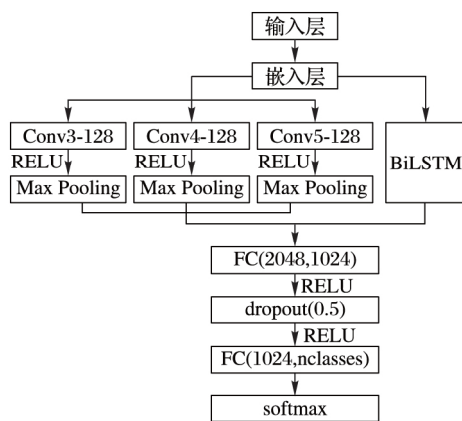 输入层
嵌入层
Conv3-128 Conv4-128 Conv5-128
RELU RELU RELU
BiLSTM
Max Pooling Max Pooling Max Pooling
FC(2048,1024)
RELU
dropout(0.5)
RELU
FC(1024,nclasses)
softmax